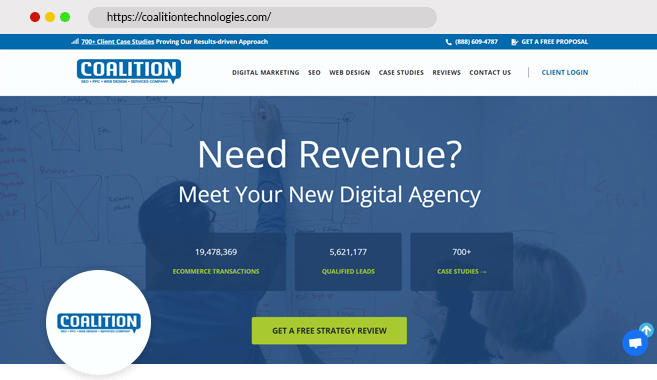 https://coalitiontechnologies.com/
700+ Client Case Studies Proving Our Results-driven Approach
(888) 609-4787 GET A FREE PROPOSAL
COALITION
SEO • PPC • WEB DESIGN • SERVICES COMPANY
DIGITAL MARKETING SEO WEB DESIGN CASE STUDIES REVIEWS CONTACT US CLIENT LOGIN
Need Revenue?
Meet Your New Digital Agency
19,478,369
ECOMMERCE TRANSACTIONS
5,621,177
QUALIFIED LEADS
700+
CASE STUDIES →
COALITION
SEO • PPC • WEB DESIGN • SERVICES COMPANY
GET A FREE STRATEGY REVIEW